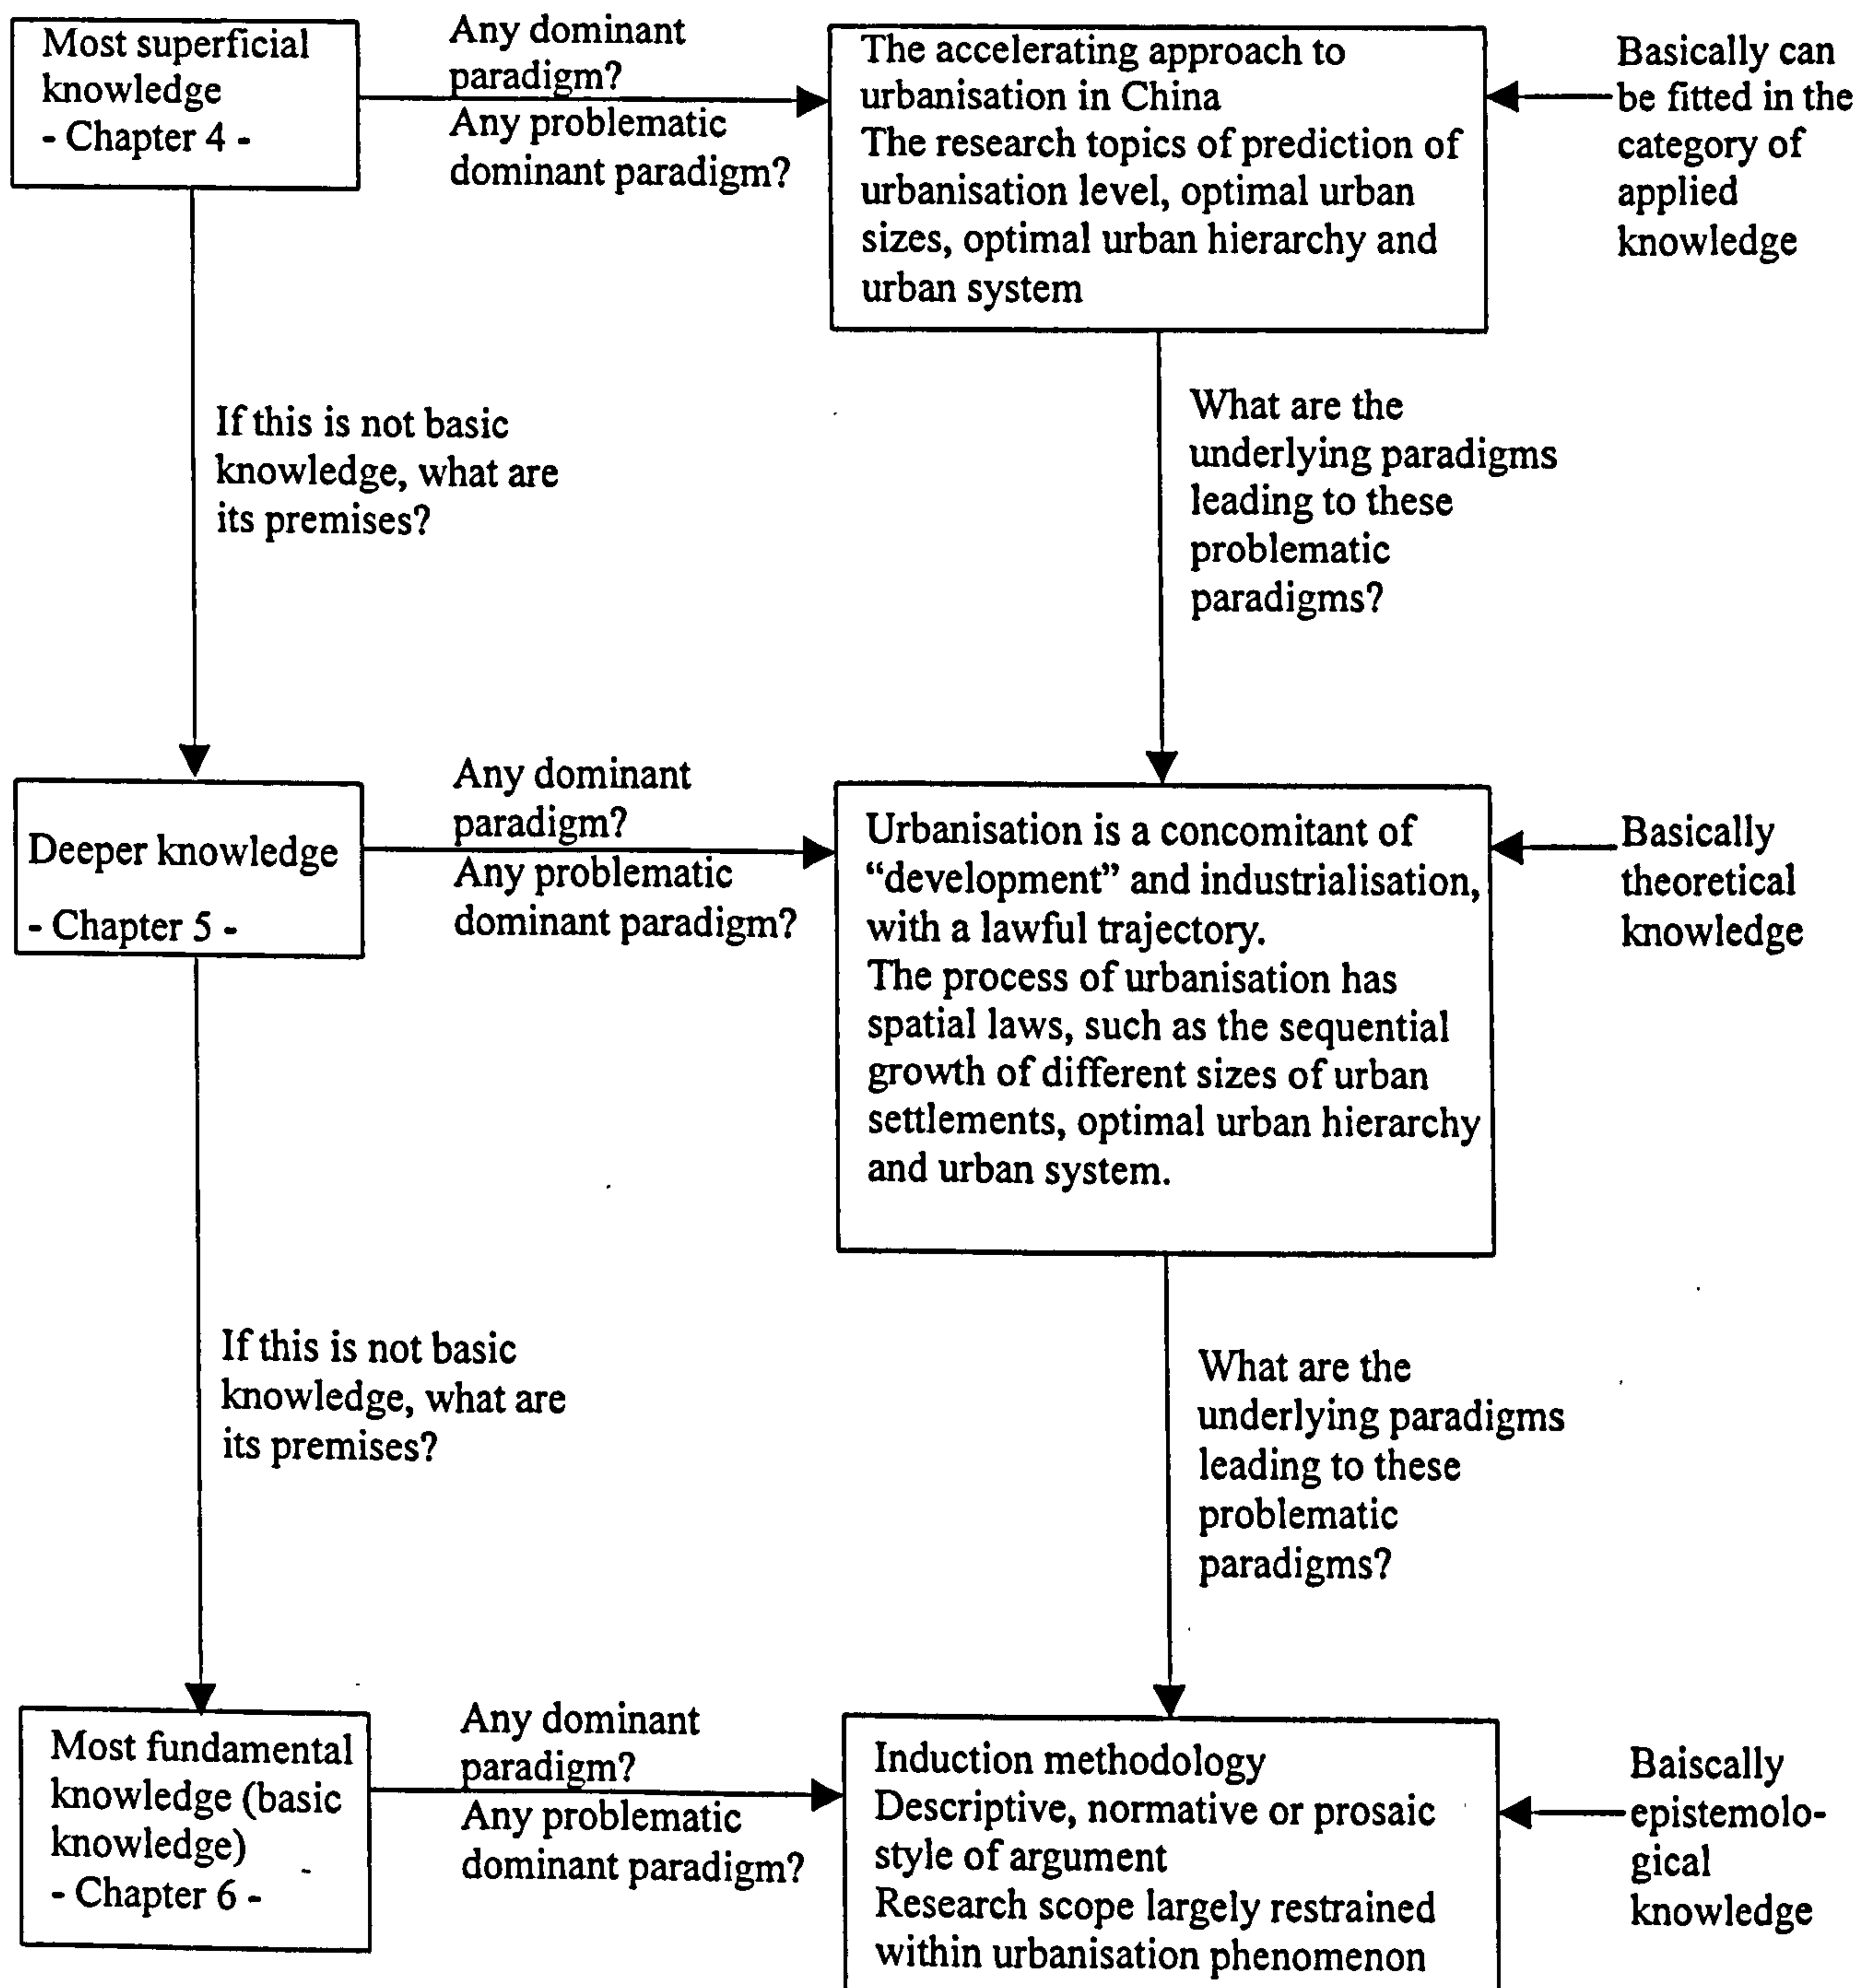 Most superficial
knowledge
- Chapter 4 -
Any dominant
paradigm?
Any problematic
dominant paradigm?
The accelerating approach to
urbanisation in China
The research topics of prediction of
urbanisation level, optimal urban
sizes, optimal urban hierarchy and
urban system
Basically can
be fitted in the
category of
applied
knowledge
If this is not basic
knowledge, what are
its premises?
What are the
underlying paradigms
leading to these
problematic
paradigms?
Deeper knowledge
- Chapter 5 -
Any dominant
paradigm?
Any problematic
dominant paradigm?
Urbanisation is a concomitant of
“development” and industrialisation,
with a lawful trajectory.
The process of urbanisation has
spatial laws, such as the sequential
growth of different sizes of urban
settlements, optimal urban hierarchy
and urban system.
Basically
theoretical
knowledge
If this is not basic
knowledge, what are
its premises?
What are the
underlying paradigms
leading to these
problematic
paradigms?
Most fundamental
knowledge (basic
knowledge)
- Chapter 6 -
Any dominant
paradigm?
Any problematic
dominant paradigm?
Induction methodology
Descriptive, normative or prosaic
style of argument
Research scope largely restrained
within urbanisation phenomenon
Baiscally
epistemolo-
gical
knowledge